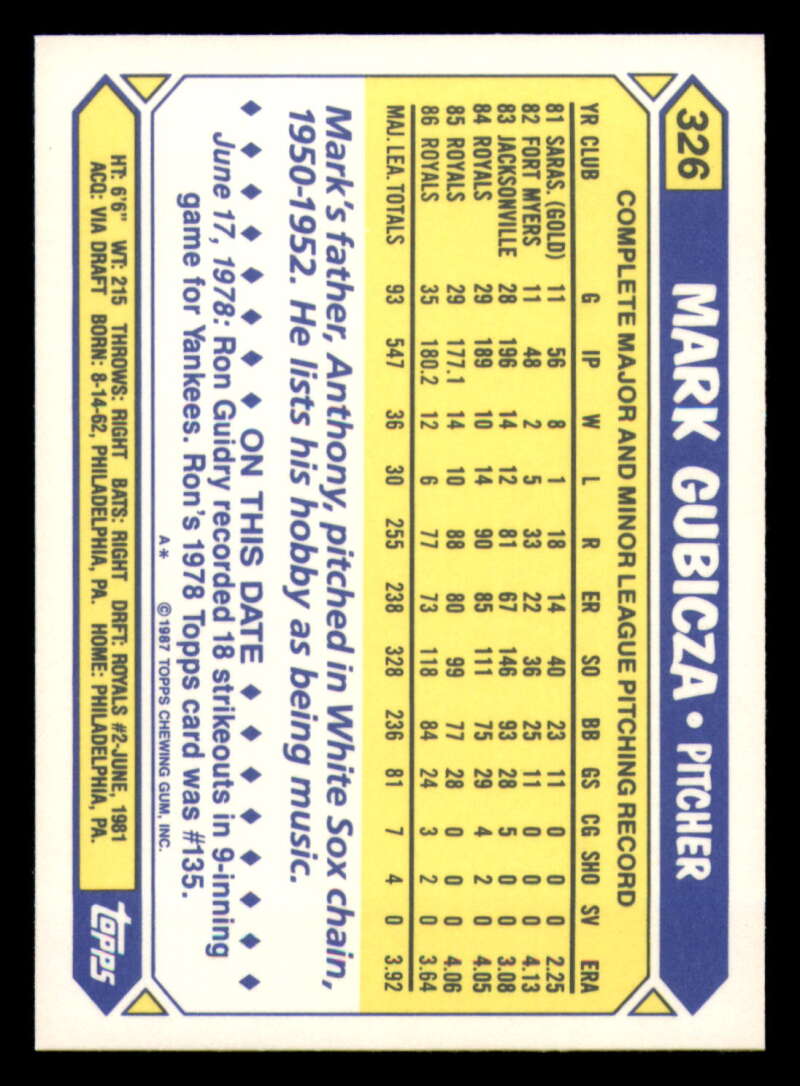 326
MARK GUBICZA • PITCHER
COMPLETE MAJOR AND MINOR LEAGUE PITCHING RECORD
YR CLUB G IP W L R ER SO BB GS CG SHO SV ERA
81 SARAS. (GOLD) 11 56 8 1 18 14 40 23 11 0 0 0 2.25
82 FORT MYERS 11 48 2 5 33 22 36 25 11 0 0 0 4.13
83 JACKSONVILLE 28 196 14 12 81 67 146 93 28 5 0 0 3.08
84 ROYALS 29 189 10 14 90 85 111 75 29 4 2 0 4.05
85 ROYALS 29 177.1 14 10 88 80 99 77 28 0 0 0 4.06
86 ROYALS 35 180.2 12 6 77 73 118 84 24 3 2 0 3.64
MAJ. LEA. TOTALS 93 547 36 30 255 238 328 236 81 7 4 0 3.92
Mark's father, Anthony, pitched in White Sox chain,
1950-1952. He lists his hobby as being music.
ON THIS DATE
June 17, 1978: Ron Guidry recorded 18 strikeouts in 9-inning
game for Yankees. Ron's 1978 Topps card was #135.
A* ©1987 TOPPS CHEWING GUM, INC.
HT: 6'6" WT: 215 THROWS: RIGHT BATS: RIGHT DRFT: ROYALS #2-JUNE, 1981
ACQ: VIA DRAFT BORN: 8-14-62, PHILADELPHIA, PA. HOME: PHILADELPHIA, PA.
topps